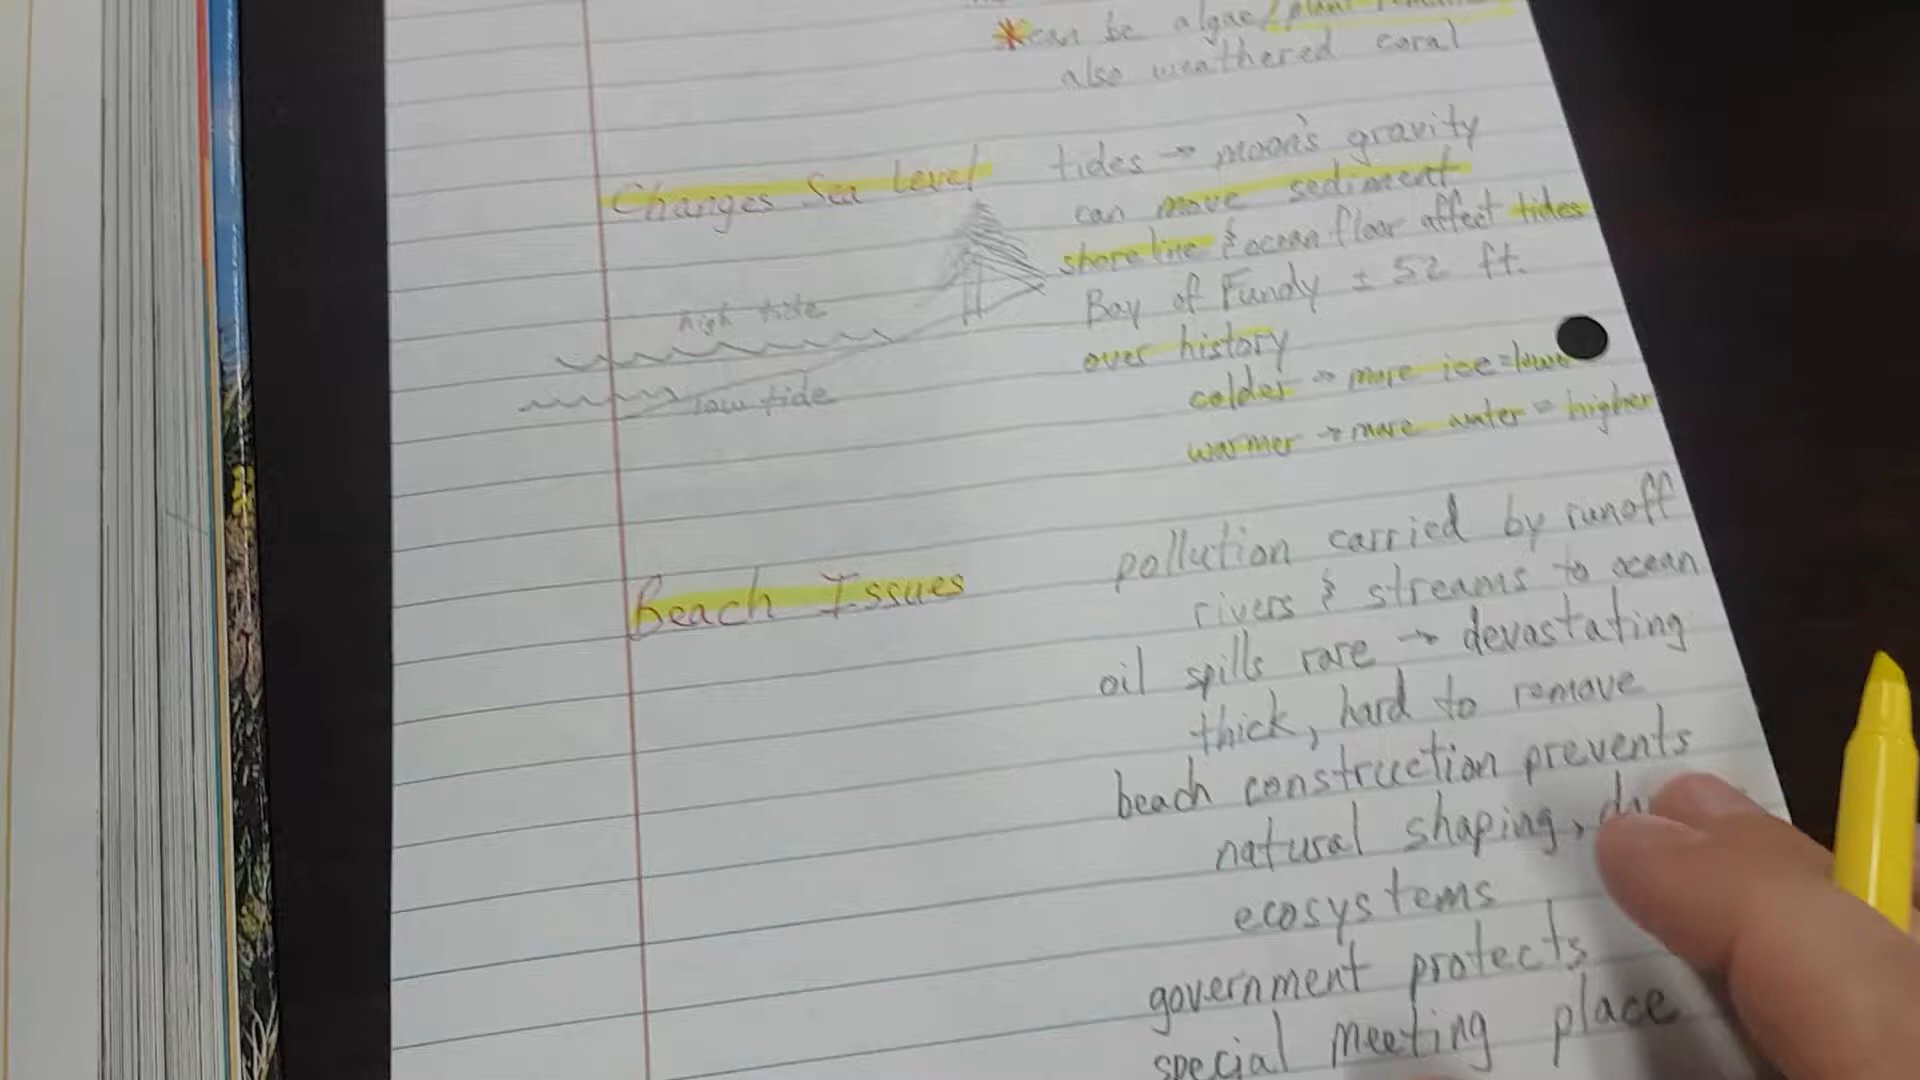 *can be algae/plant
also weathered coral
Changes Sea Level
tides → moon's gravity
can move sediment
shoreline & ocean floor affect tides
Bay of Fundy ± 52 ft.
over history
colder → more ice = lower
warmer → more water = higher
high tide
low tide
Beach Issues
pollution carried by runoff
rivers & streams to ocean
oil spills rare → devastating
thick, hard to remove
beach construction prevents
natural shaping,
ecosystems
government protects
special meeting place